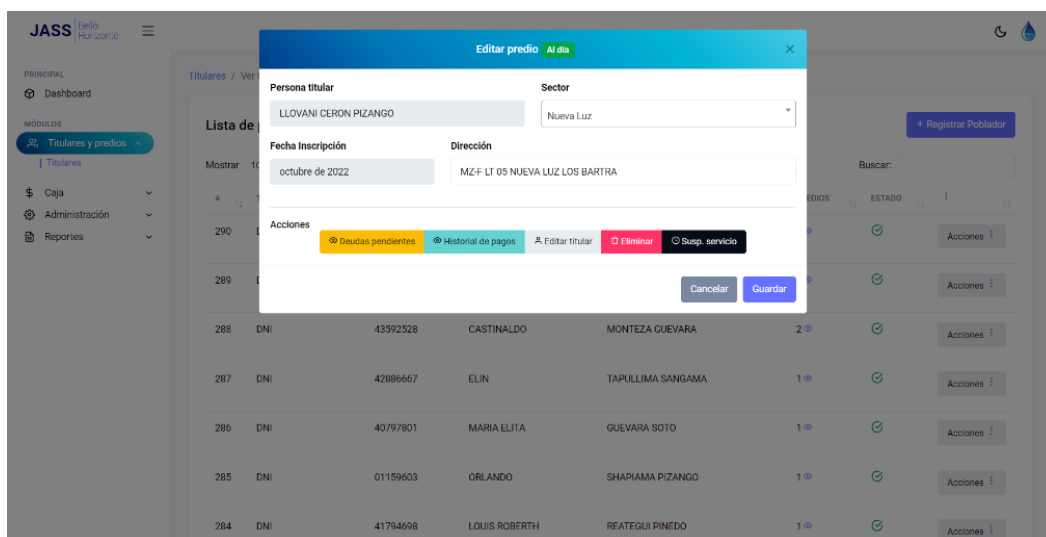 JASS Bello Horizonte
PRINCIPAL
Dashboard
MÓDULOS
Titulares y predios
Titulares
Caja
Administración
Reportes
Titulares / Ver
Lista de
+ Registrar Poblador
Mostrar 10
Buscar:
Editar predio Al día ×
Persona titular
LLOVANI CERON PIZANGO
Sector
Nueva Luz
Fecha Inscripción
octubre de 2022
Dirección
MZ-F LT 05 NUEVA LUZ LOS BARTRA
Acciones
Deudas pendientes Historial de pagos Editar titular Eliminar Susp. servicio
Cancelar Guardar
# EDIOS ESTADO
290 Acciones
289 Acciones
288 DNI 43592528 CASTINALDO MONTEZA GUEVARA 2 Acciones
287 DNI 42886667 ELIN TAPULLIMA SANGAMA 1 Acciones
286 DNI 40797801 MARIA ELITA GUEVARA SOTO 1 Acciones
285 DNI 01159603 ORLANDO SHAPIAMA PIZANGO 1 Acciones
284 DNI 41794698 LOUIS ROBERTH REATEGUI PINEDO 1 Acciones